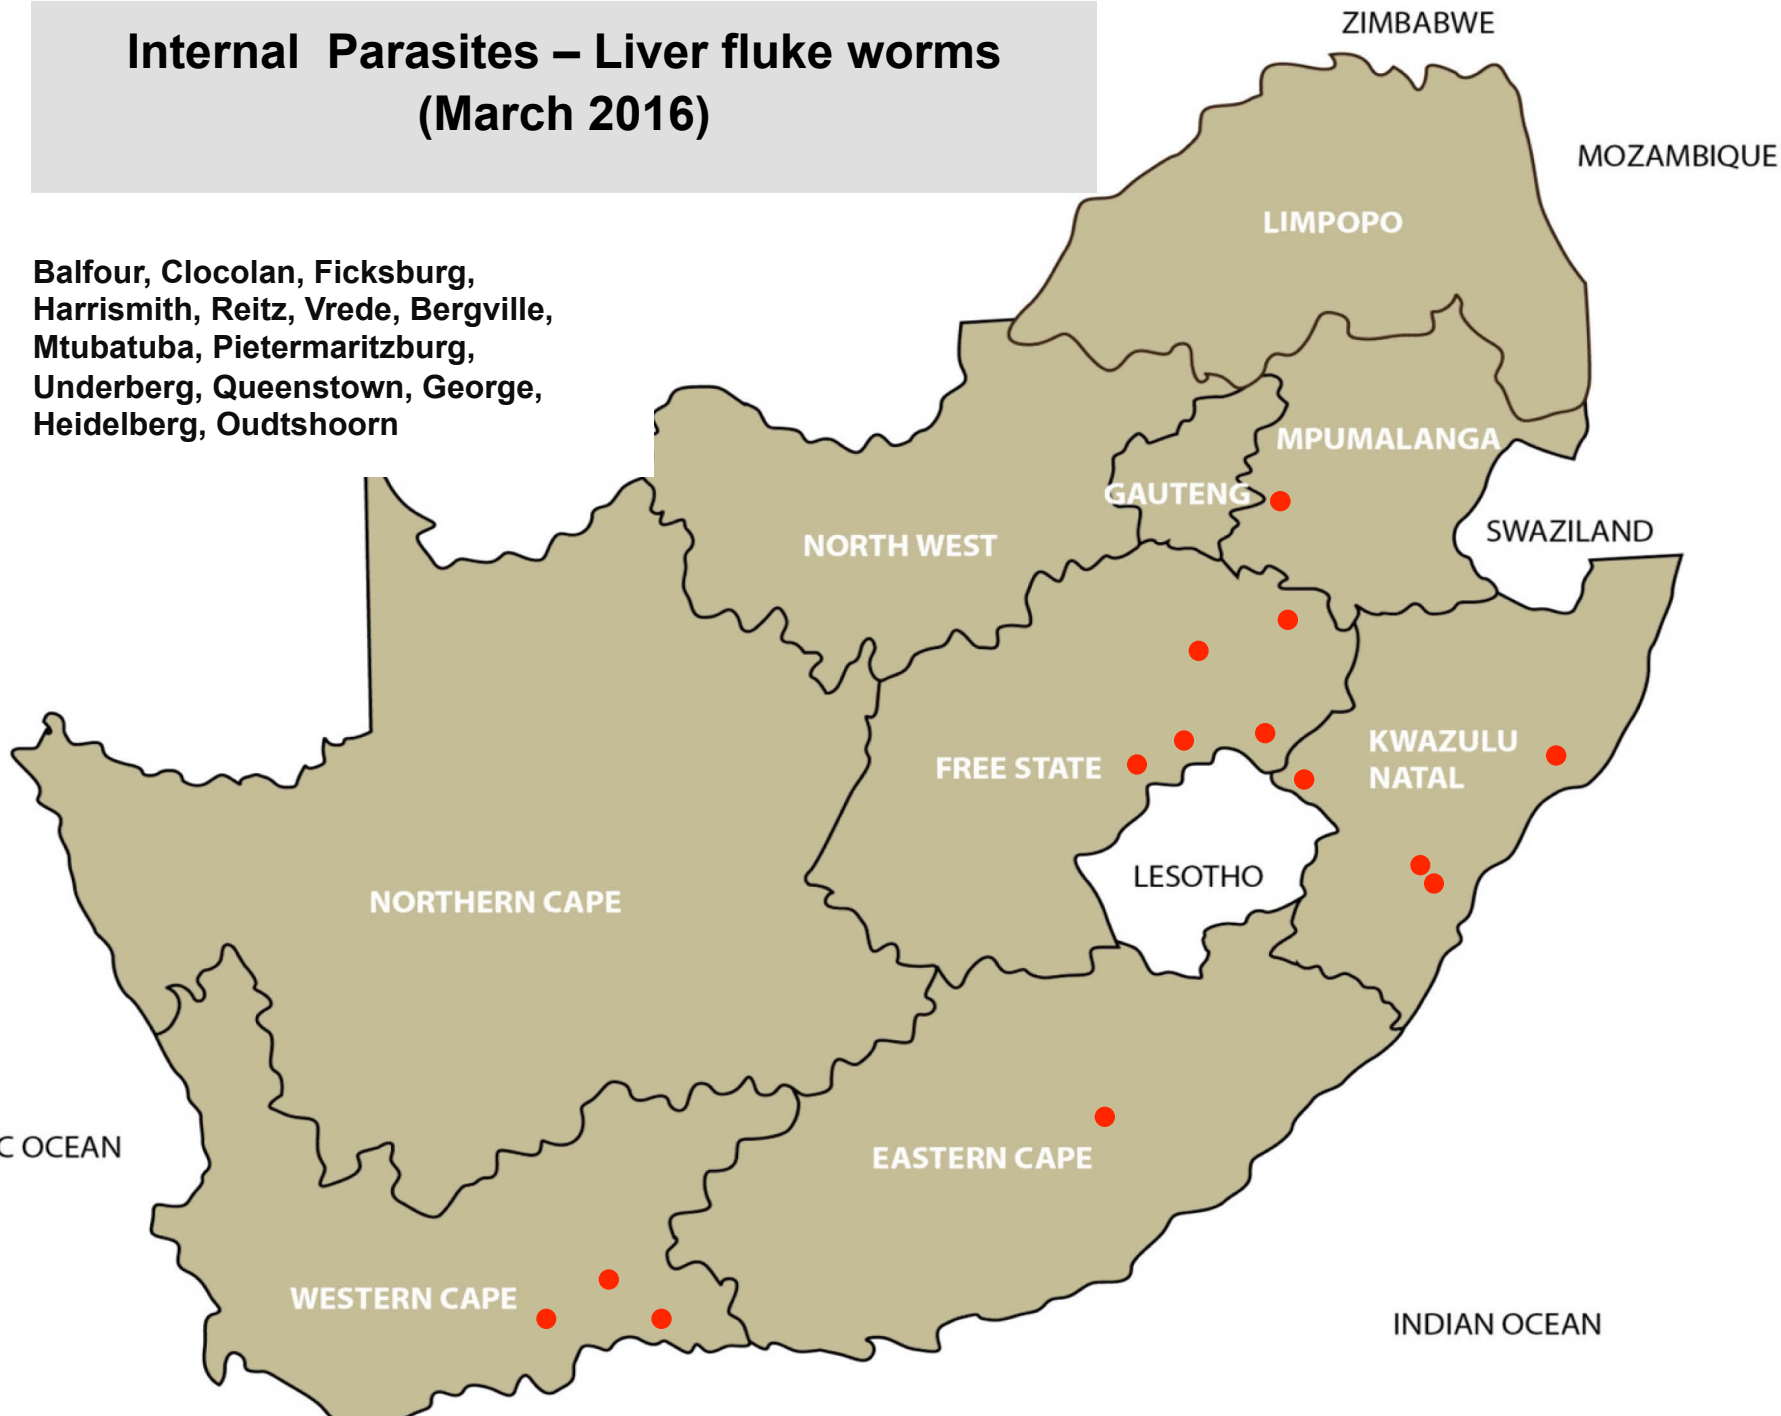 Internal Parasites – Liver fluke worms
(March 2016)
Balfour, Clocolan, Ficksburg,
Harrismith, Reitz, Vrede, Bergville,
Mtubatuba, Pietermaritzburg,
Underberg, Queenstown, George,
Heidelberg, Oudtshoorn
ZIMBABWE
MOZAMBIQUE
LIMPOPO
MPUMALANGA
GAUTENG
SWAZILAND
NORTH WEST
KWAZULU
NATAL
FREE STATE
LESOTHO
NORTHERN CAPE
C OCEAN
EASTERN CAPE
WESTERN CAPE
INDIAN OCEAN